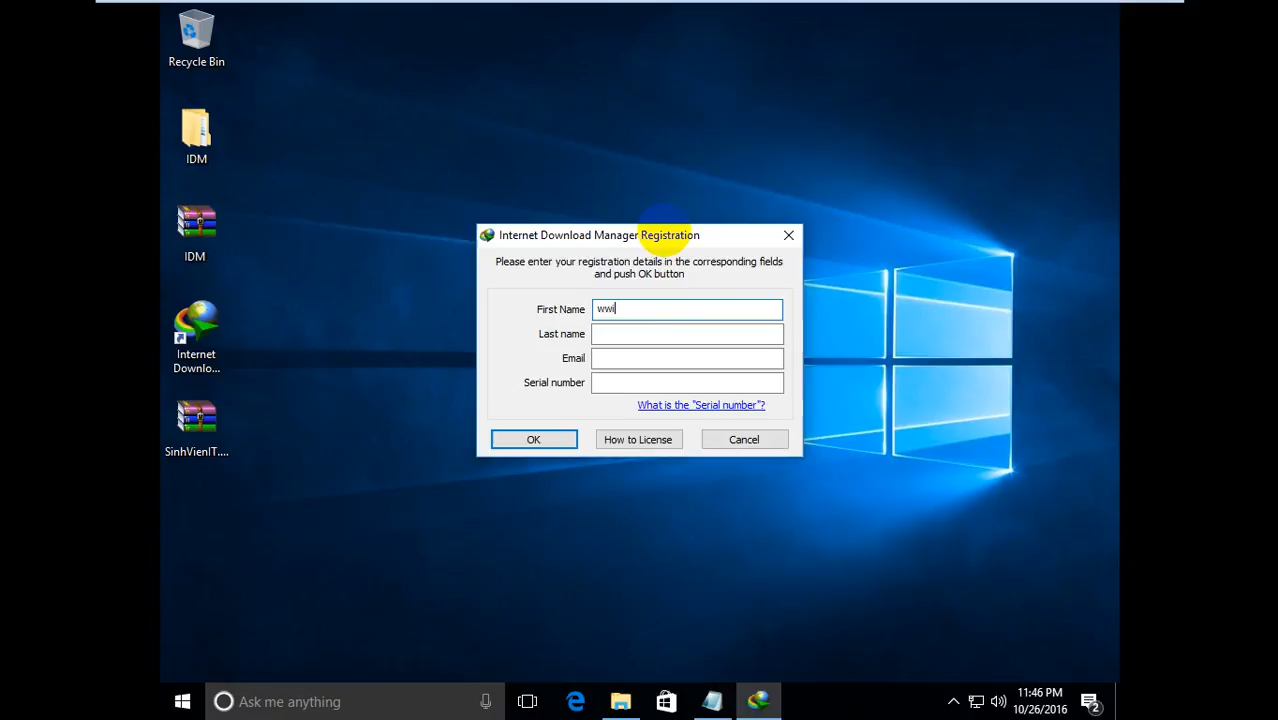 Recycle Bin
IDM
IDM
Internet
Downlo...
SinhVienIT....
Internet Download Manager Registration
Please enter your registration details in the corresponding fields
and push OK button
First Name
wwi
Last name
Email
Serial number
What is the "Serial number"?
OK
How to License
Cancel
Ask me anything
11:46 PM
10/26/2016
2